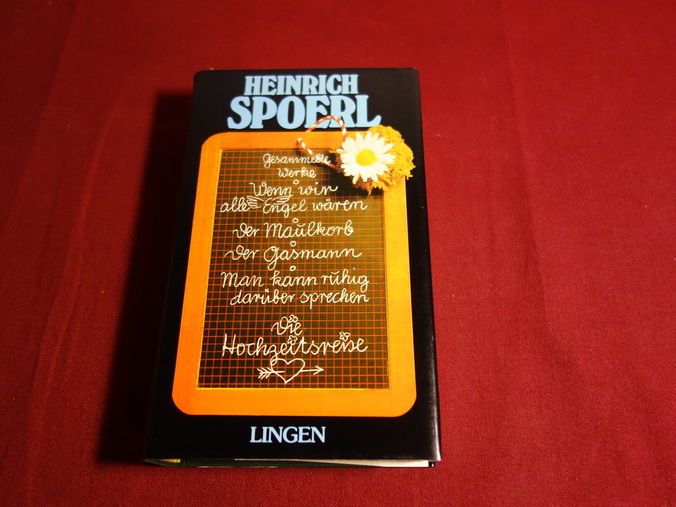 HEINRICH
SPOERL
Gesammelte
Werke
Wenn wir
alle Engel wären
Der Maulkorb
Der Gasmann
Man kann ruhig
darüber sprechen
Die
Hochzeitsreise
LINGEN